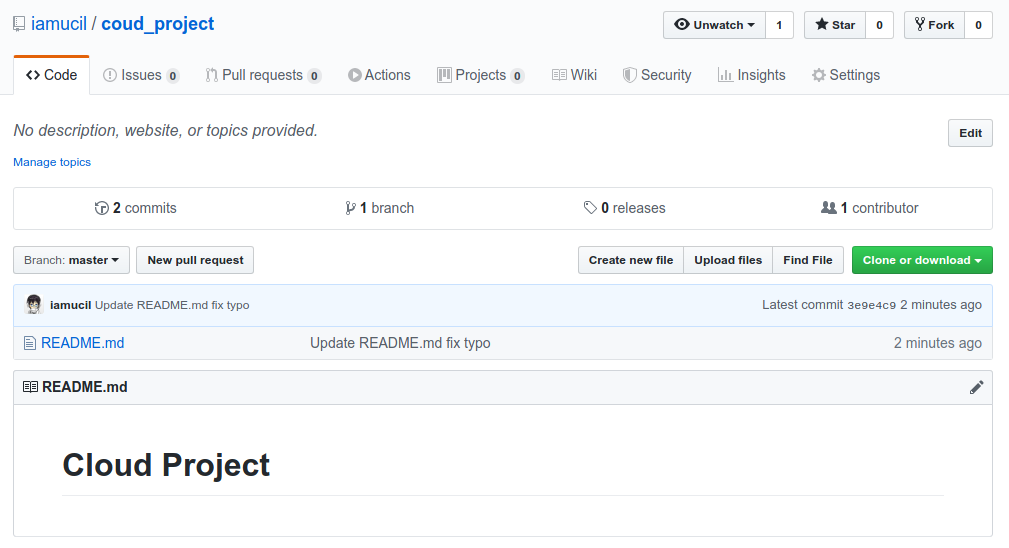 iamucil / coud_project
Unwatch 1 Star 0 Fork 0
Code Issues 0 Pull requests 0 Actions Projects 0 Wiki Security Insights Settings
No description, website, or topics provided.
Edit
Manage topics
2 commits 1 branch 0 releases 1 contributor
Branch: master New pull request Create new file Upload files Find File Clone or download
iamucil Update README.md fix typo Latest commit 3e9e4c9 2 minutes ago
README.md Update README.md fix typo 2 minutes ago
README.md
Cloud Project